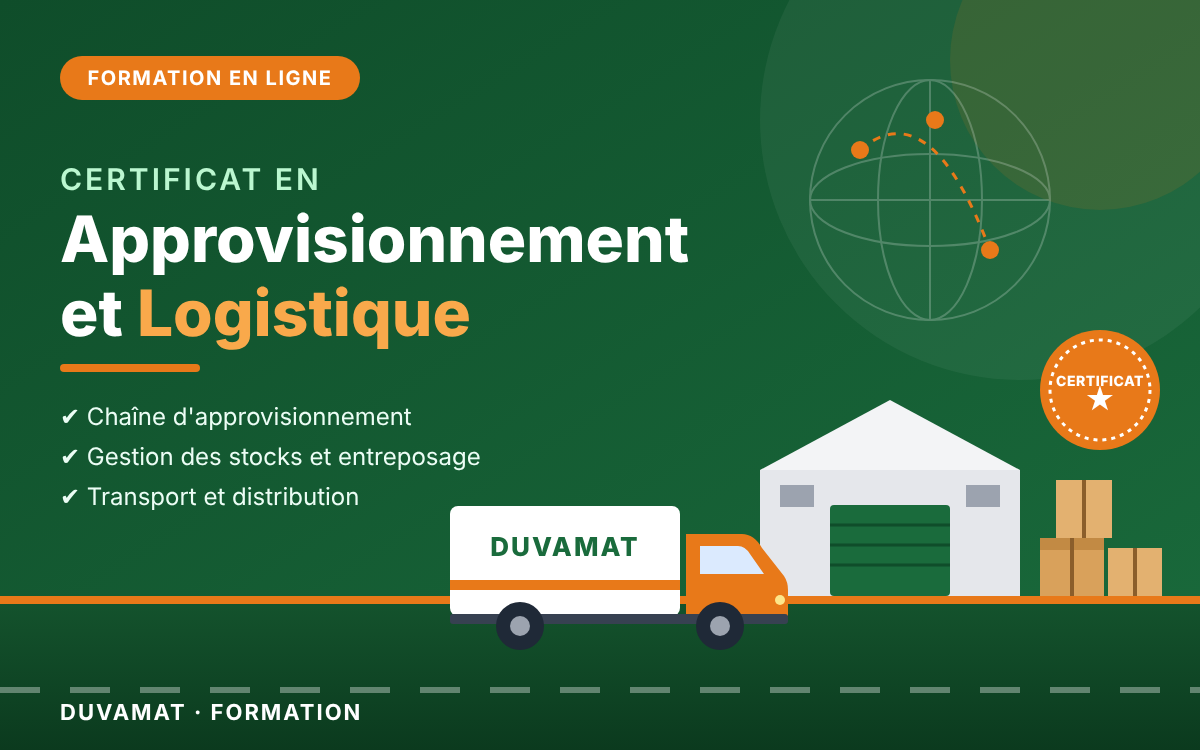 FORMATION EN LIGNE
CERTIFICAT EN
Approvisionnement
et Logistique
✔ Chaîne d'approvisionnement
✔ Gestion des stocks et entreposage
✔ Transport et distribution
CERTIFICAT
DUVAMAT
DUVAMAT · FORMATION